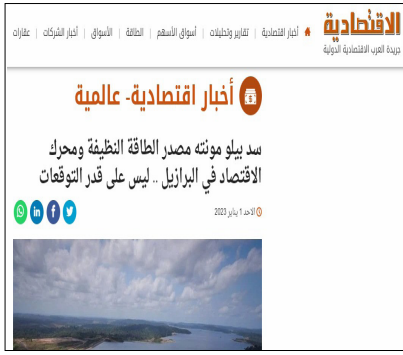 الاقتصادية
جريدة العرب الاقتصادية الدولية
أخبار اقتصادية | تقارير وتحليلات | أسواق الأسهم | الطاقة | الأسواق | أخبار الشركات | عقارات
أخبار اقتصادية- عالمية
سد بيلو مونته مصدر الطاقة النظيفة ومحرك
الاقتصاد في البرازيل .. ليس على قدر التوقعات
الاحد 1 يناير 2023